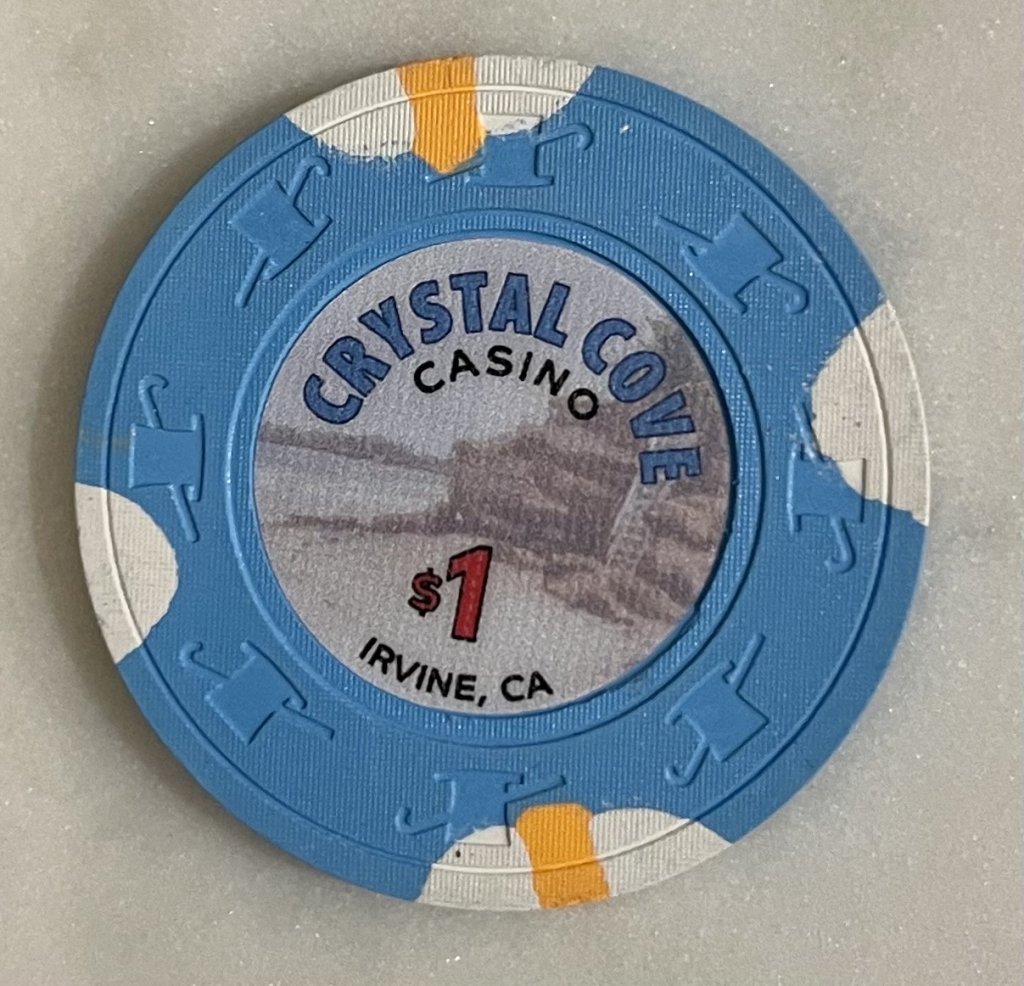 CRYSTAL COVE
CASINO
$1
IRVINE, CA